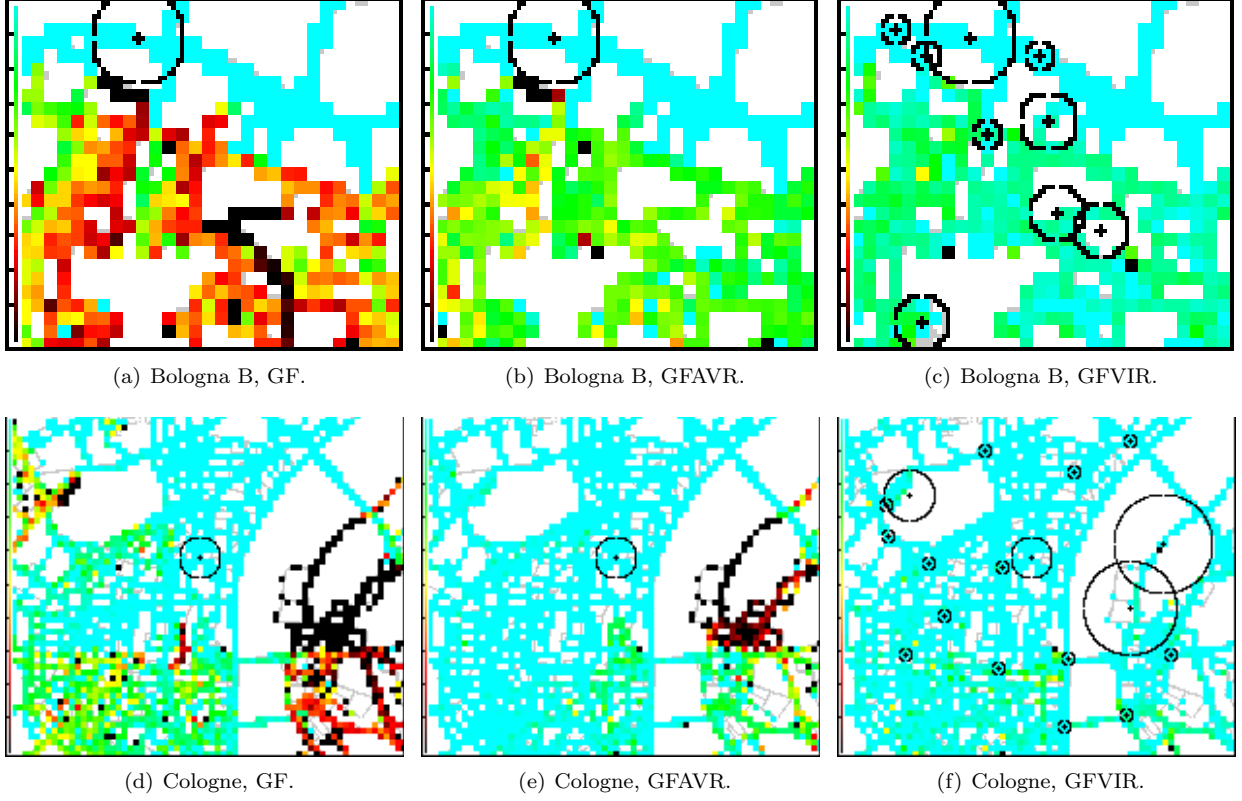 (a) Bologna B, GF.
(b) Bologna B, GFAVR.
(c) Bologna B, GFVIR.
(d) Cologne, GF.
(e) Cologne, GFAVR.
(f) Cologne, GFVIR.